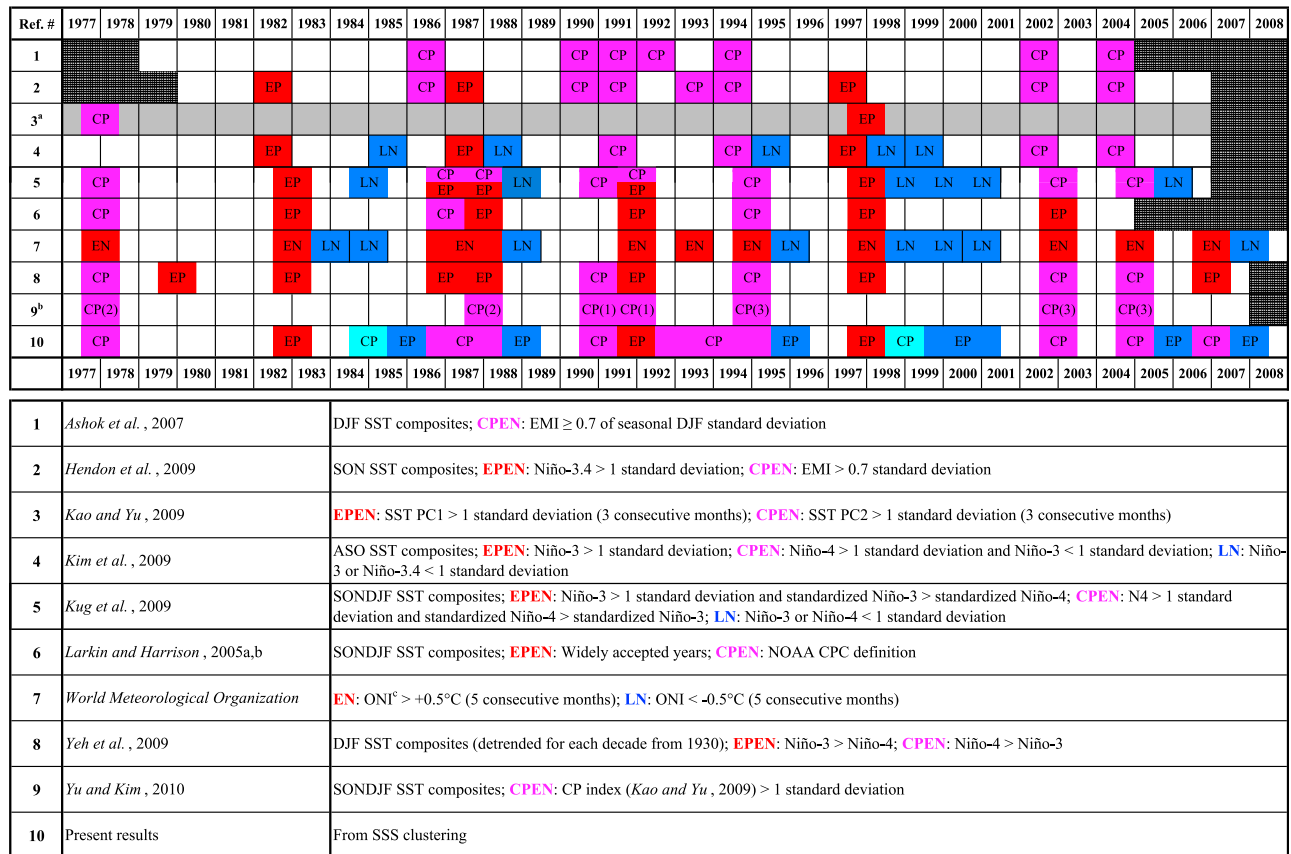 Ref. # 1977 1978 1979 1980 1981 1982 1983 1984 1985 1986 1987 1988 1989 1990 1991 1992 1993 1994 1995 1996 1997 1998 1999 2000 2001 2002 2003 2004 2005 2006 2007 2008
1 CP CP CP CP CP CP CP
2 EP CP EP CP CP CP CP EP CP CP
3a CP EP
4 EP LN EP LN CP CP LN EP LN LN CP CP
5 CP EP LN CP EP CP EP LN CP CP EP CP EP LN LN LN CP CP LN
6 CP EP CP EP EP CP EP EP
7 EN EN LN LN EN LN EN EN EN LN EN LN LN LN EN EN EN LN
8 CP EP EP EP EP CP EP CP EP CP CP EP
9b CP(2) CP(2) CP(1) CP(1) CP(3) CP(3) CP(3)
10 CP EP CP EP CP EP CP EP CP EP EP CP EP CP CP EP CP EP
1977 1978 1979 1980 1981 1982 1983 1984 1985 1986 1987 1988 1989 1990 1991 1992 1993 1994 1995 1996 1997 1998 1999 2000 2001 2002 2003 2004 2005 2006 2007 2008
1 Ashok et al. , 2007 DJF SST composites; CPEN: EMI ≥ 0.7 of seasonal DJF standard deviation
2 Hendon et al. , 2009 SON SST composites; EPEN: Niño-3.4 > 1 standard deviation; CPEN: EMI > 0.7 standard deviation
3 Kao and Yu , 2009 EPEN: SST PC1 > 1 standard deviation (3 consecutive months); CPEN: SST PC2 > 1 standard deviation (3 consecutive months)
4 Kim et al. , 2009 ASO SST composites; EPEN: Niño-3 > 1 standard deviation; CPEN: Niño-4 > 1 standard deviation and Niño-3 < 1 standard deviation; LN: Niño-
3 or Niño-3.4 < 1 standard deviation
5 Kug et al. , 2009 SONDJF SST composites; EPEN: Niño-3 > 1 standard deviation and standardized Niño-3 > standardized Niño-4; CPEN: N4 > 1 standard
deviation and standardized Niño-4 > standardized Niño-3; LN: Niño-3 or Niño-4 < 1 standard deviation
6 Larkin and Harrison , 2005a,b SONDJF SST composites; EPEN: Widely accepted years; CPEN: NOAA CPC definition
7 World Meteorological Organization EN: ONIc > +0.5°C (5 consecutive months); LN: ONI < -0.5°C (5 consecutive months)
8 Yeh et al. , 2009 DJF SST composites (detrended for each decade from 1930); EPEN: Niño-3 > Niño-4; CPEN: Niño-4 > Niño-3
9 Yu and Kim , 2010 SONDJF SST composites; CPEN: CP index (Kao and Yu , 2009) > 1 standard deviation
10 Present results From SSS clustering